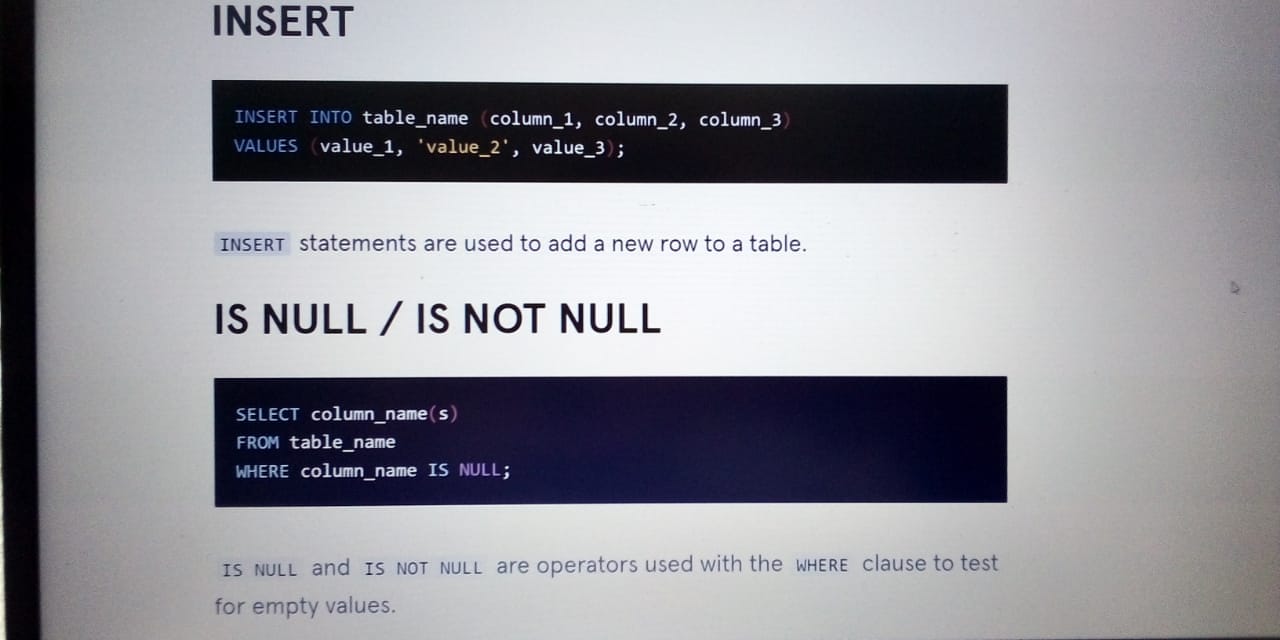 INSERT
INSERT INTO table_name (column_1, column_2, column_3)
VALUES (value_1, 'value_2', value_3);
INSERT statements are used to add a new row to a table.
IS NULL / IS NOT NULL
SELECT column_name(s)
FROM table_name
WHERE column_name IS NULL;
IS NULL and IS NOT NULL are operators used with the WHERE clause to test
for empty values.